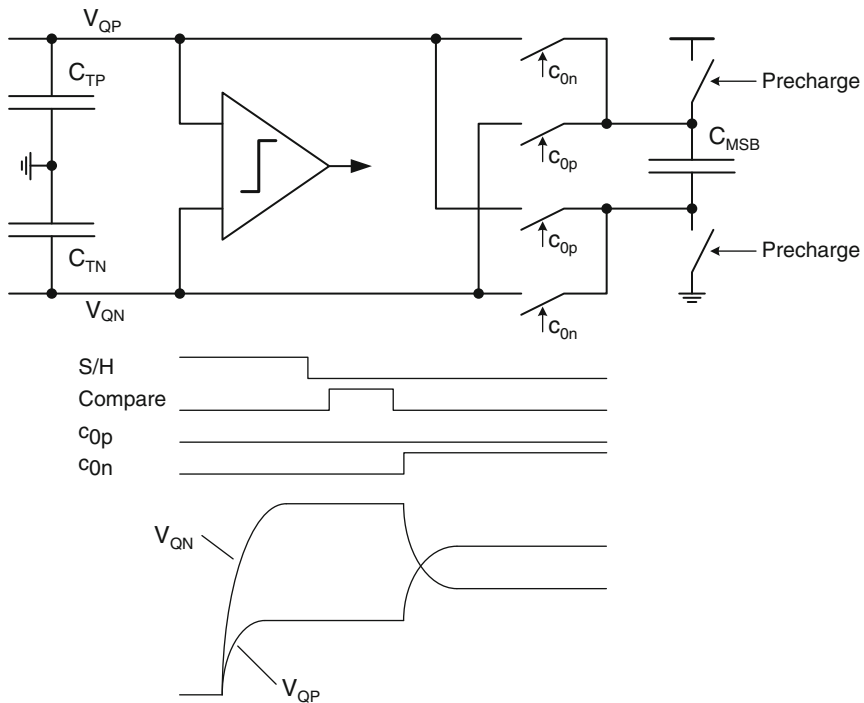 V_QP
C_TP
C_TN
V_QN
c_0n
c_0p
c_0p
c_0n
Precharge
C_MSB
Precharge
S/H
Compare
c_0p
c_0n
V_QN
V_QP